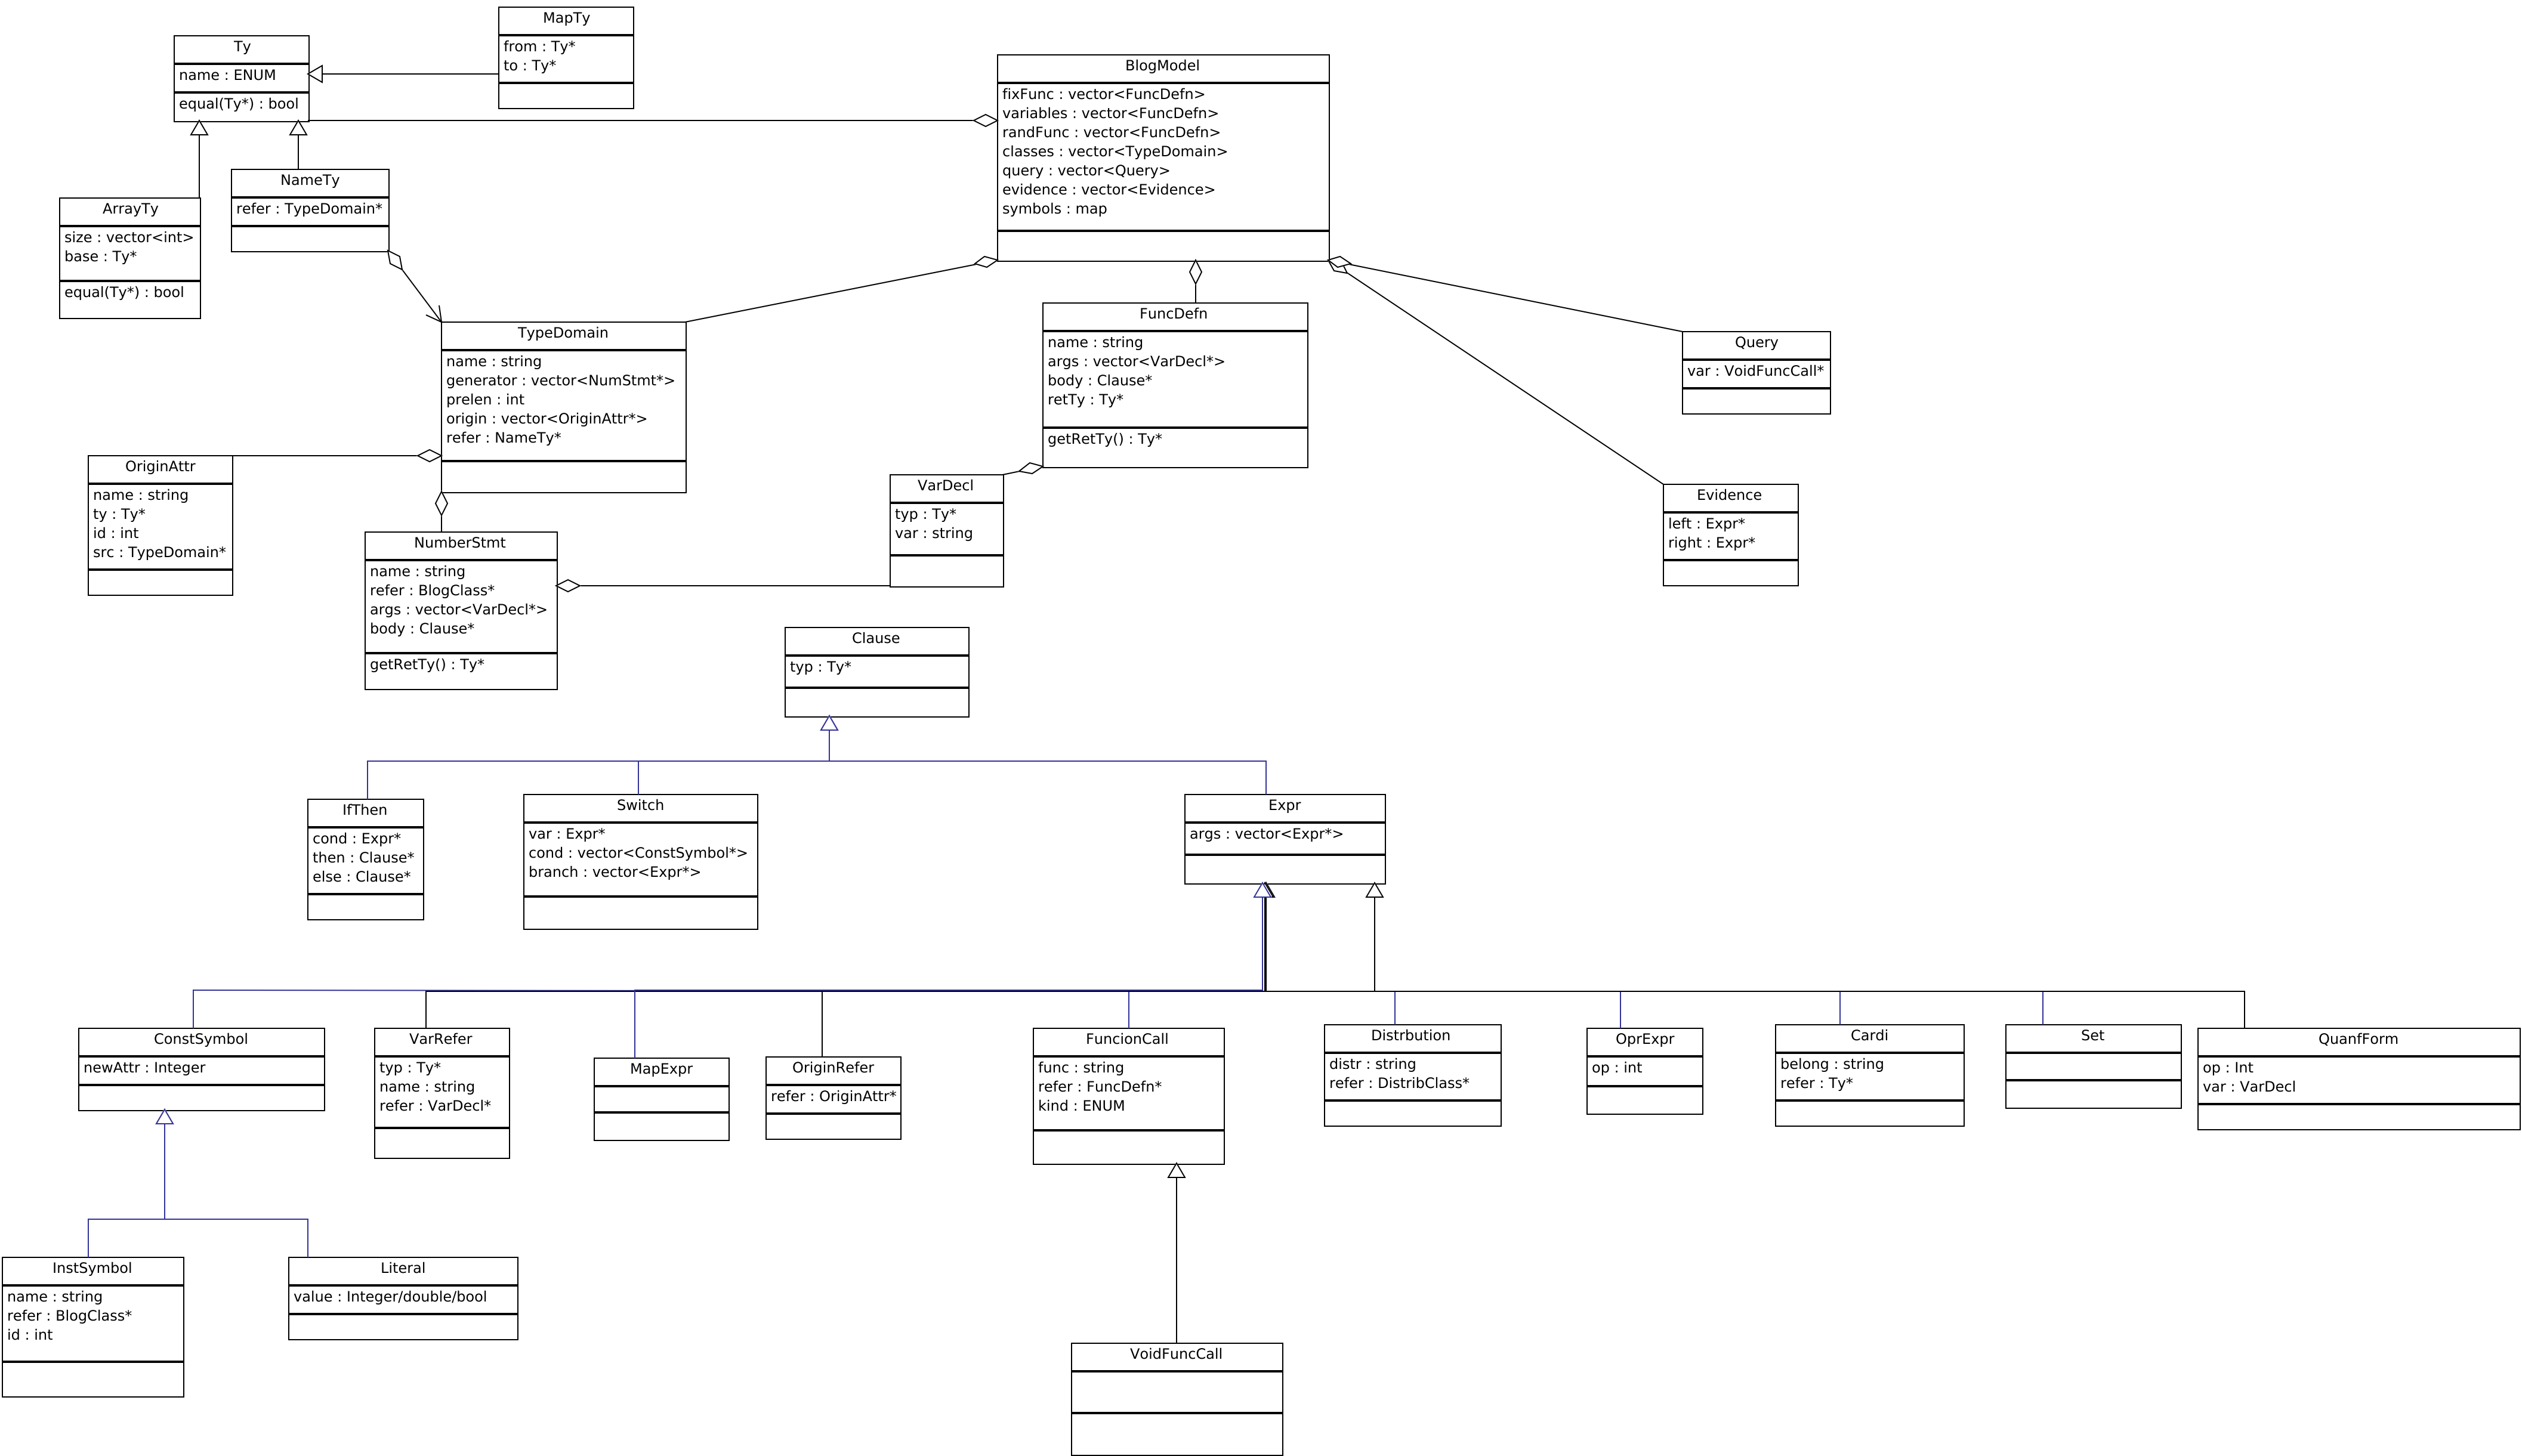 MapTy
from : Ty*
to : Ty*
Ty
name : ENUM
equal(Ty*) : bool
BlogModel
fixFunc : vector<FuncDefn>
variables : vector<FuncDefn>
randFunc : vector<FuncDefn>
classes : vector<TypeDomain>
query : vector<Query>
evidence : vector<Evidence>
symbols : map
NameTy
refer : TypeDomain*
ArrayTy
size : vector<int>
base : Ty*
equal(Ty*) : bool
TypeDomain
name : string
generator : vector<NumStmt*>
prelen : int
origin : vector<OriginAttr*>
refer : NameTy*
FuncDefn
name : string
args : vector<VarDecl*>
body : Clause*
retTy : Ty*
getRetTy() : Ty*
Query
var : VoidFuncCall*
OriginAttr
name : string
ty : Ty*
id : int
src : TypeDomain*
VarDecl
typ : Ty*
var : string
Evidence
left : Expr*
right : Expr*
NumberStmt
name : string
refer : BlogClass*
args : vector<VarDecl*>
body : Clause*
getRetTy() : Ty*
Clause
typ : Ty*
IfThen
cond : Expr*
then : Clause*
else : Clause*
Switch
var : Expr*
cond : vector<ConstSymbol*>
branch : vector<Expr*>
Expr
args : vector<Expr*>
ConstSymbol
newAttr : Integer
VarRefer
typ : Ty*
name : string
refer : VarDecl*
MapExpr
OriginRefer
refer : OriginAttr*
FuncionCall
func : string
refer : FuncDefn*
kind : ENUM
Distrbution
distr : string
refer : DistribClass*
OprExpr
op : int
Cardi
belong : string
refer : Ty*
Set
QuanfForm
op : Int
var : VarDecl
InstSymbol
name : string
refer : BlogClass*
id : int
Literal
value : Integer/double/bool
VoidFuncCall